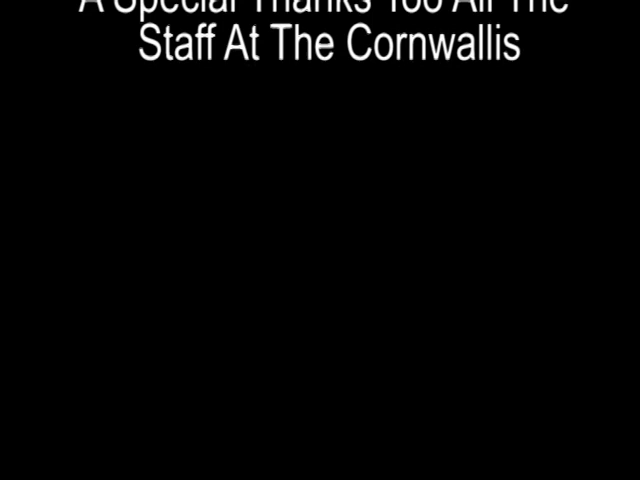 A Special Thanks Too All The
Staff At The Cornwallis